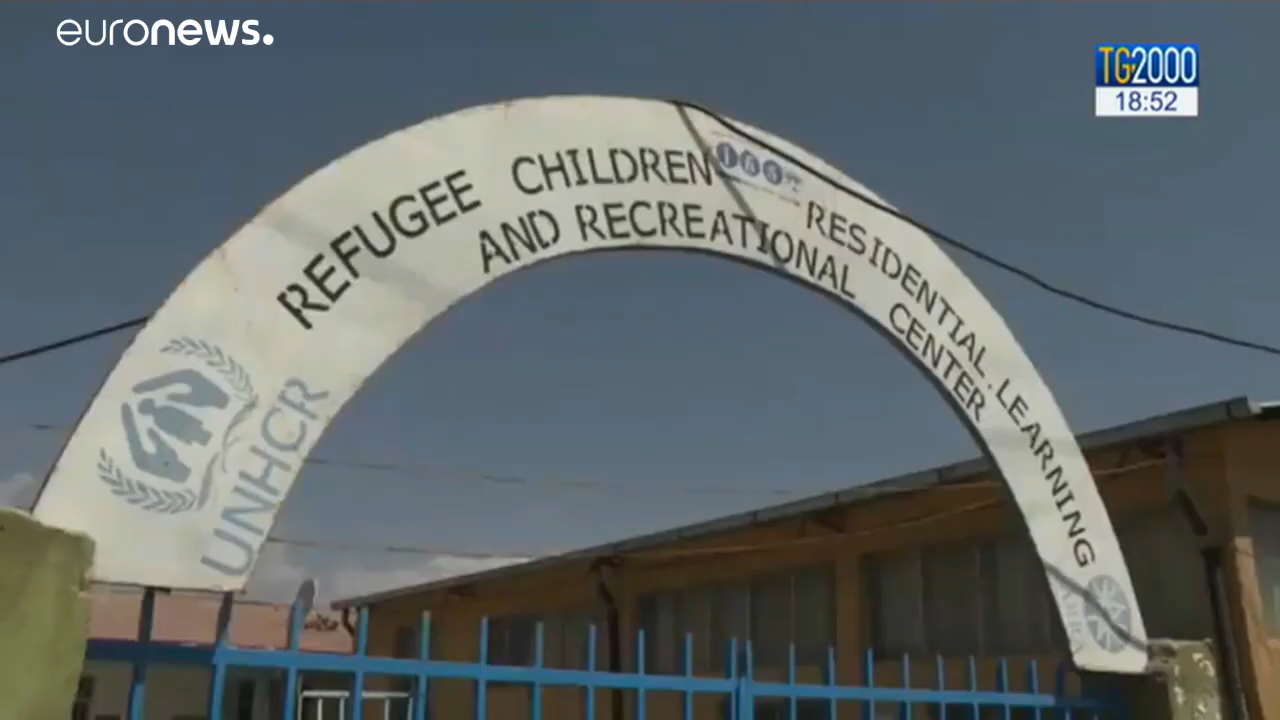 euronews.
TG2000
18:52
REFUGEE CHILDREN RESIDENTIAL, LEARNING
AND RECREATIONAL CENTER
UNHCR